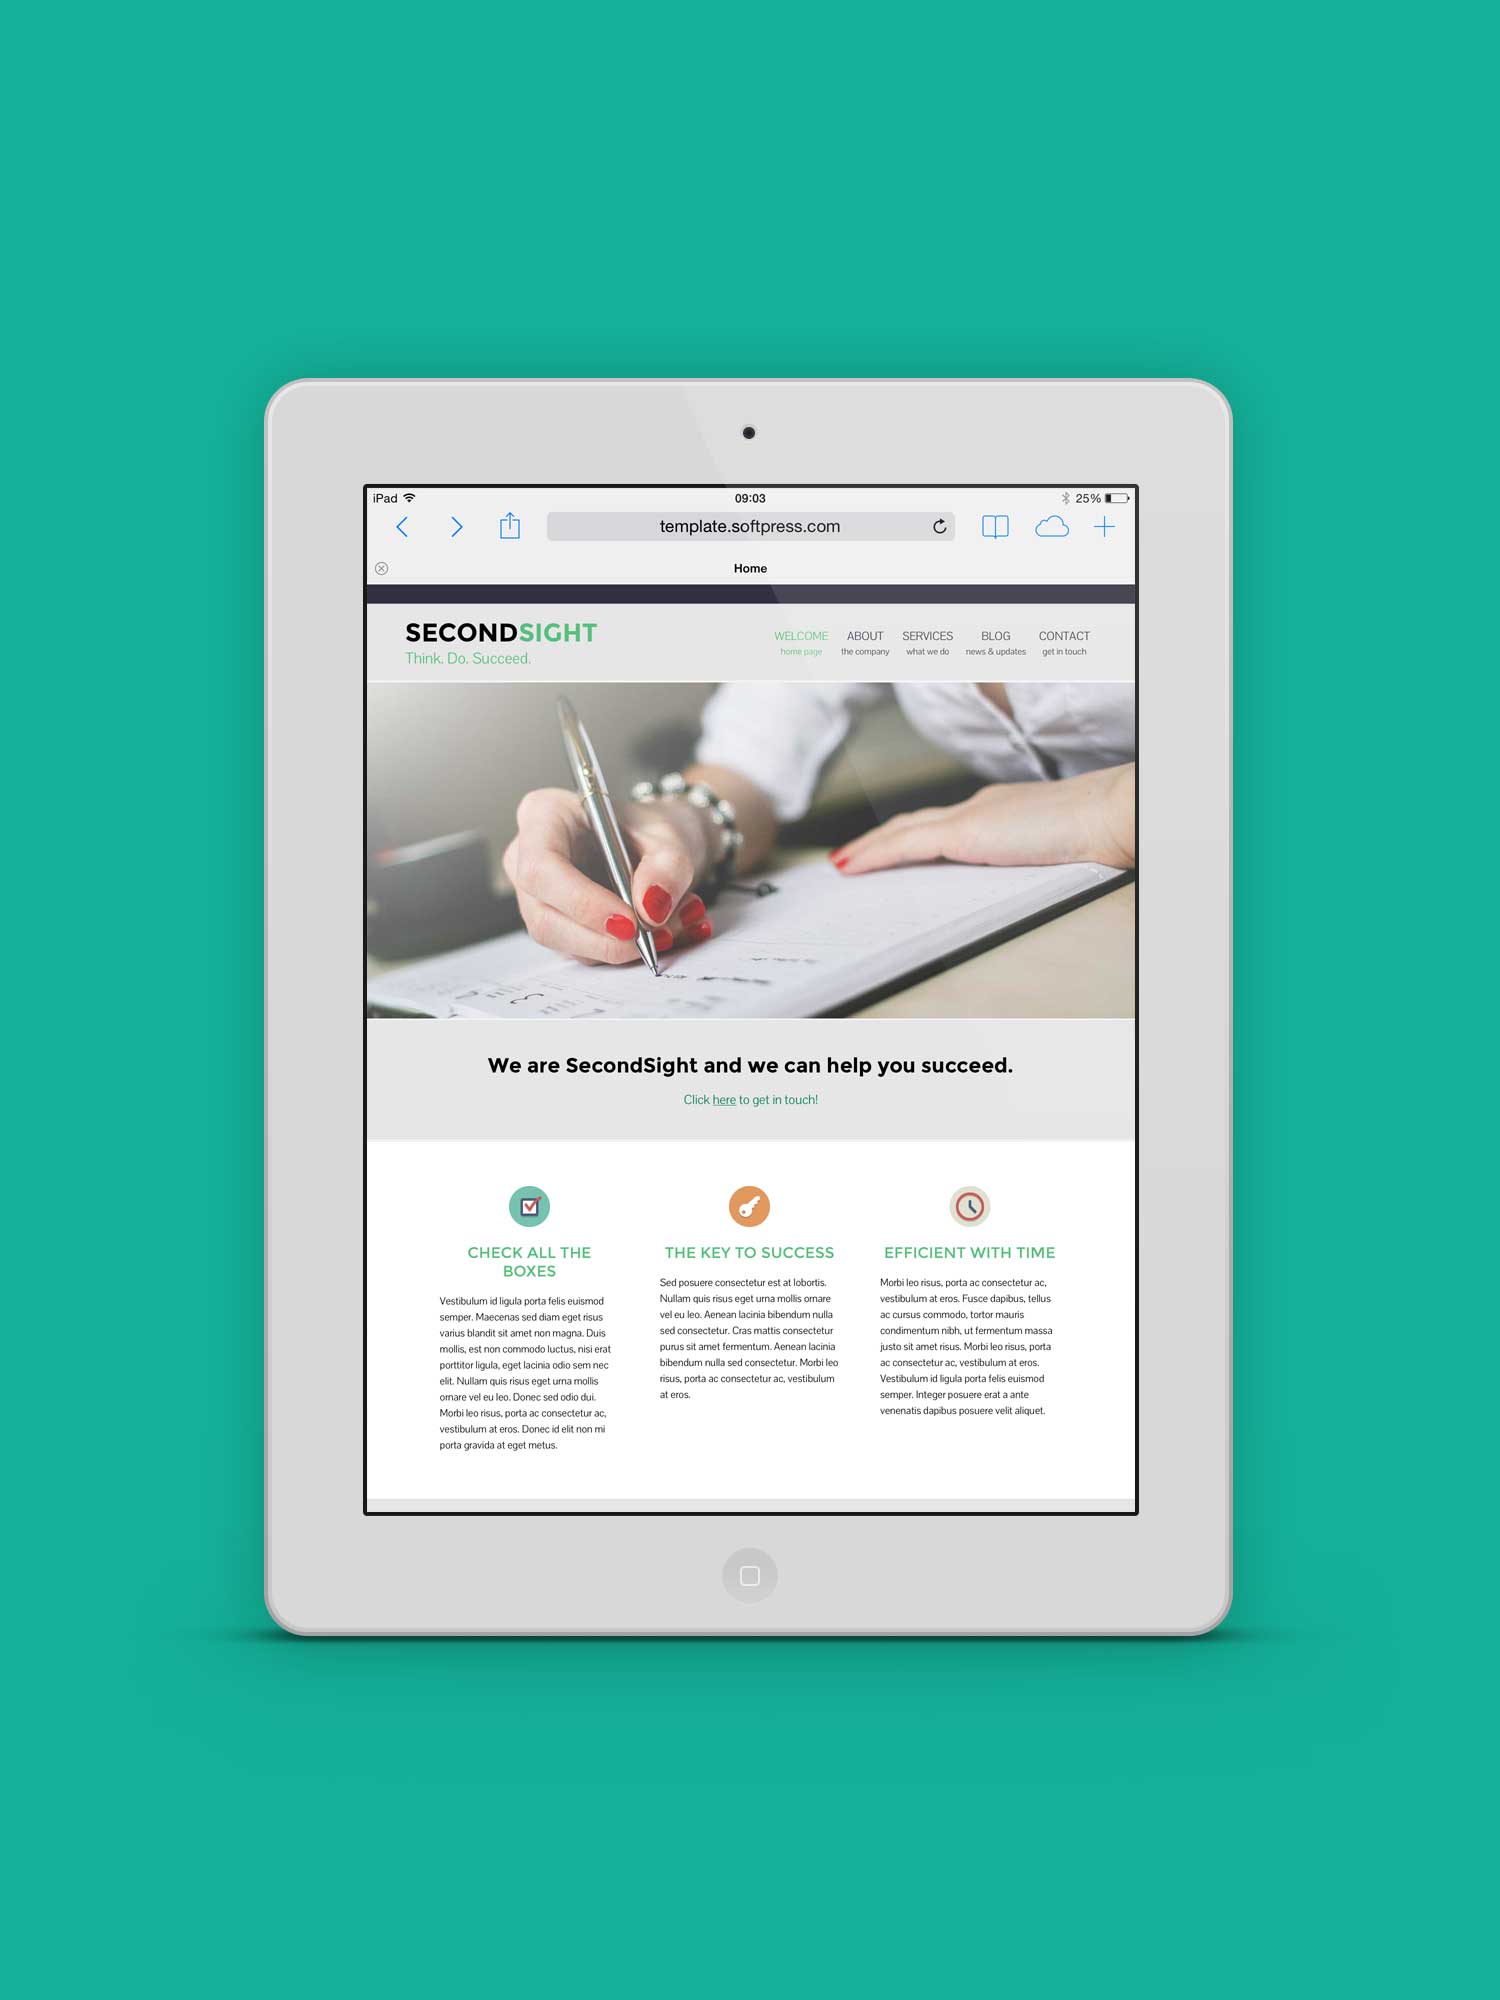 iPad 09:03 25%
template.softpress.com
Home
SECONDSIGHT
Think. Do. Succeed.
WELCOME ABOUT SERVICES BLOG CONTACT
home page the company what we do news & updates get in touch
We are SecondSight and we can help you succeed.
Click here to get in touch!
CHECK ALL THE
BOXES
Vestibulum id ligula porta felis euismod
semper. Maecenas sed diam eget risus
varius blandit sit amet non magna. Duis
mollis, est non commodo luctus, nisi erat
porttitor ligula, eget lacinia odio sem nec
elit. Nullam quis risus eget urna mollis
ornare vel eu leo. Donec sed odio dui.
Morbi leo risus, porta ac consectetur ac,
vestibulum at eros. Donec id elit non mi
porta gravida at eget metus.
THE KEY TO SUCCESS
Sed posuere consectetur est at lobortis.
Nullam quis risus eget urna mollis ornare
vel eu leo. Aenean lacinia bibendum nulla
sed consectetur. Cras mattis consectetur
purus sit amet fermentum. Aenean lacinia
bibendum nulla sed consectetur. Morbi leo
risus, porta ac consectetur ac, vestibulum
at eros.
EFFICIENT WITH TIME
Morbi leo risus, porta ac consectetur ac,
vestibulum at eros. Fusce dapibus, tellus
ac cursus commodo, tortor mauris
condimentum nibh, ut fermentum massa
justo sit amet risus. Morbi leo risus, porta
ac consectetur ac, vestibulum at eros.
Vestibulum id ligula porta felis euismod
semper. Integer posuere erat a ante
venenatis dapibus posuere velit aliquet.